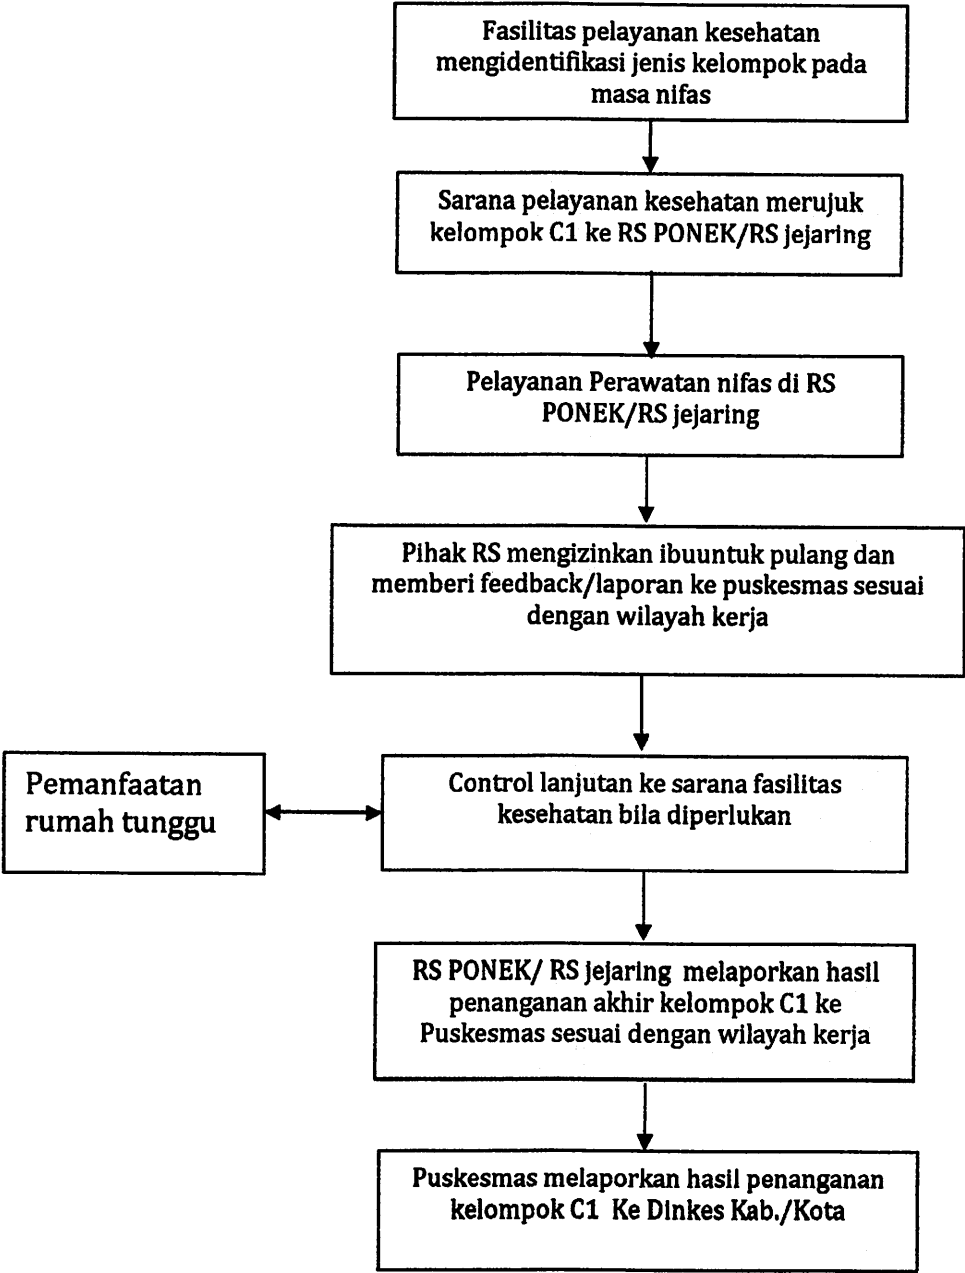 Fasilitas pelayanan kesehatan
mengidentifikasi jenis kelompok pada
masa nifas
Sarana pelayanan kesehatan merujuk
kelompok C1 ke RS PONEK/RS jejaring
Pelayanan Perawatan nifas di RS
PONEK/RS jejaring
Pihak RS mengizinkan ibuuntuk pulang dan
memberi feedback/laporan ke puskesmas sesuai
dengan wilayah kerja
Pemanfaatan
rumah tunggu
Control lanjutan ke sarana fasilitas
kesehatan bila diperlukan
RS PONEK/ RS jejaring melaporkan hasil
penanganan akhir kelompok C1 ke
Puskesmas sesuai dengan wilayah kerja
Puskesmas melaporkan hasil penanganan
kelompok C1 Ke Dinkes Kab./Kota